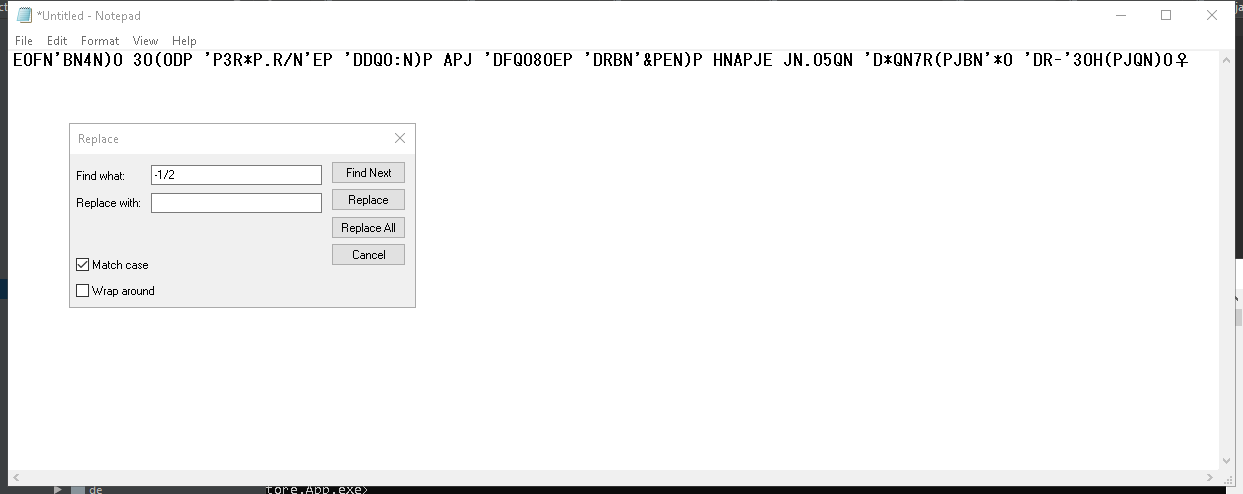 *Untitled - Notepad
File Edit Format View Help
EOFN'BN4N)O 3O(ODP 'P3R*P.R/N'EP 'DDQO:N)P APJ 'DFQO8OEP 'DRBN'&PEN)P HNAPJE JN.O5QN 'D*QN7R(PJBN'*O 'DR-'3OH(PJQN)O♀
Replace
Find what: -1/2 Find Next
Replace with: Replace
Replace All
Cancel
Match case
Wrap around
de tore.App.exe>